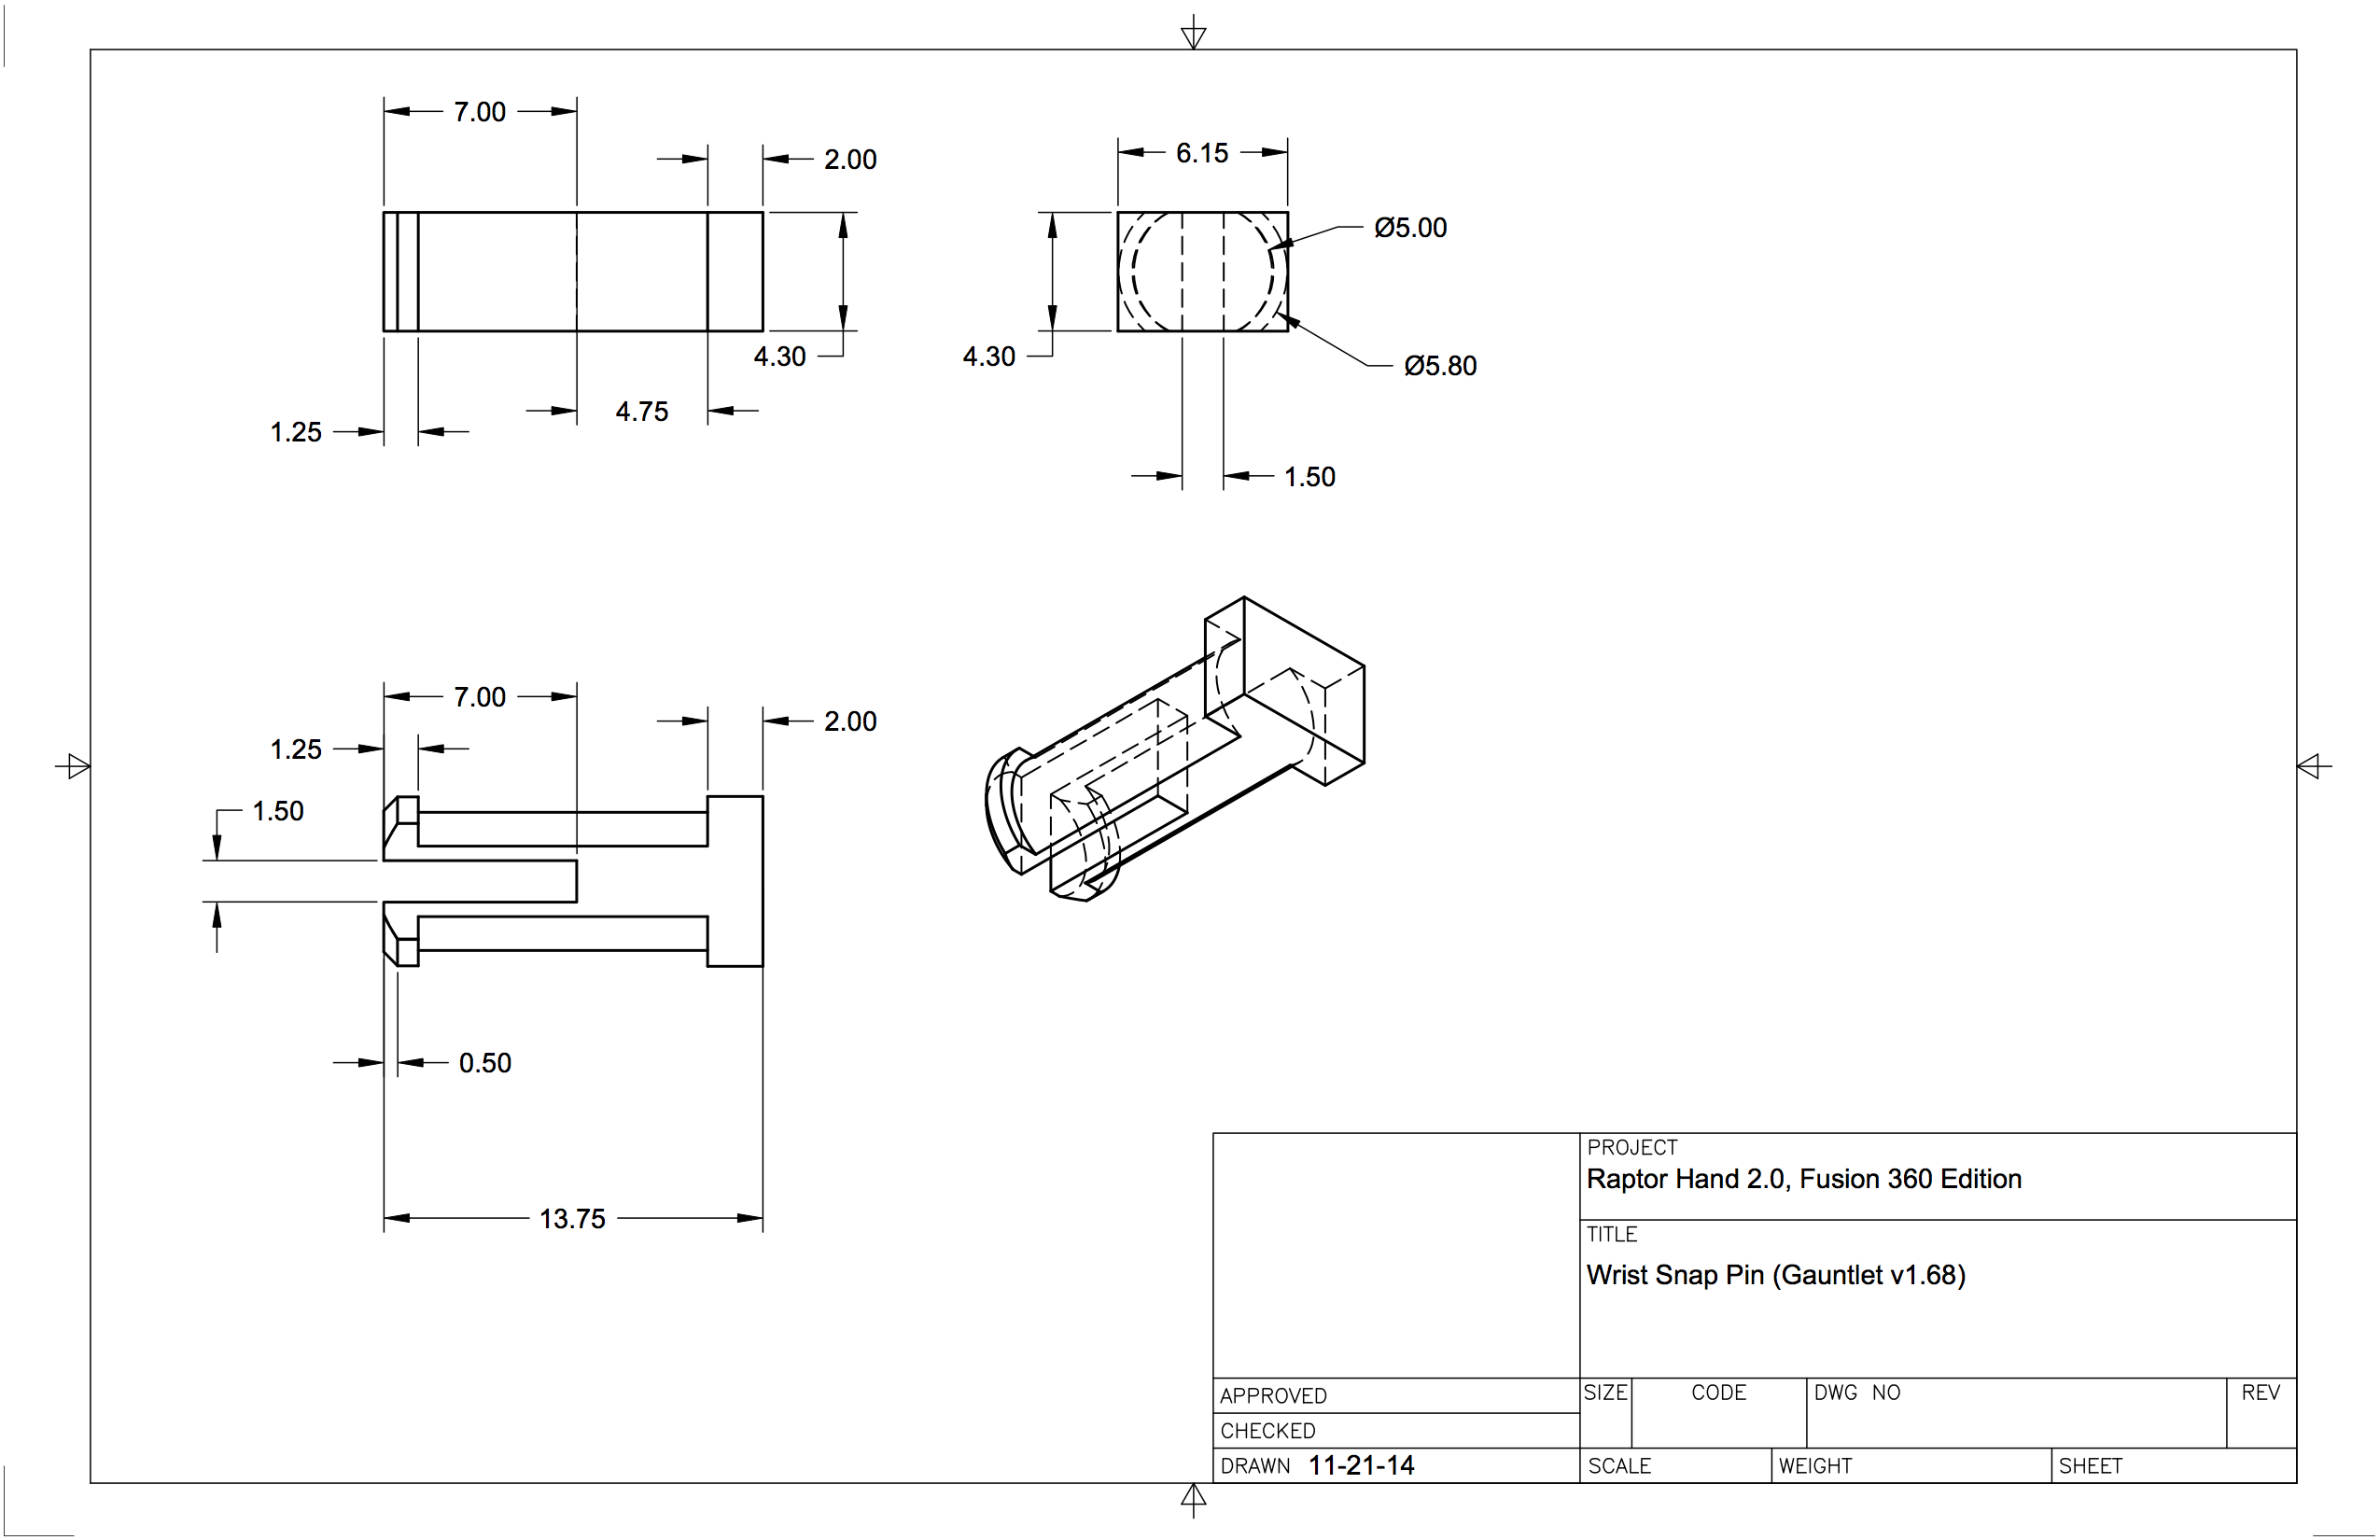 7.00
2.00
6.15
Ø5.00
4.30
4.30
Ø5.80
4.75
1.25
1.50
7.00
2.00
1.25
1.50
0.50
13.75
PROJECT
Raptor Hand 2.0, Fusion 360 Edition
TITLE
Wrist Snap Pin (Gauntlet v1.68)
APPROVED
SIZE CODE DWG NO REV
CHECKED
DRAWN 11-21-14
SCALE WEIGHT SHEET